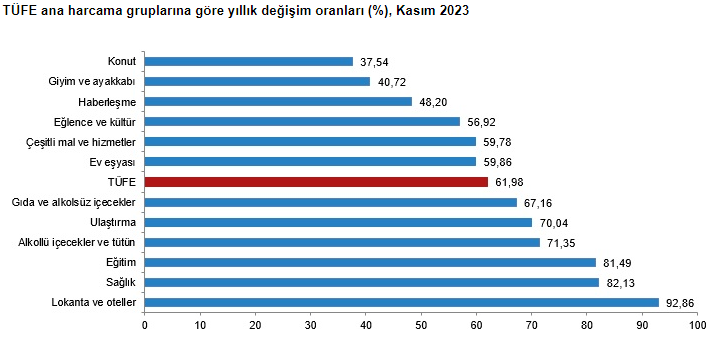 TÜFE ana harcama gruplarına göre yıllık değişim oranları (%), Kasım 2023
Konut 37,54
Giyim ve ayakkabı 40,72
Haberleşme 48,20
Eğlence ve kültür 56,92
Çeşitli mal ve hizmetler 59,78
Ev eşyası 59,86
TÜFE 61,98
Gıda ve alkolsüz içecekler 67,16
Ulaştırma 70,04
Alkollü içecekler ve tütün 71,35
Eğitim 81,49
Sağlık 82,13
Lokanta ve oteller 92,86
0 10 20 30 40 50 60 70 80 90 100